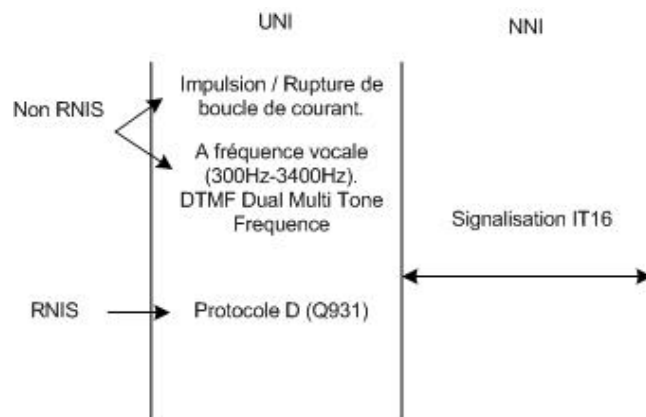 UNI
NNI
Impulsion / Rupture de
boucle de courant.
Non RNIS
A fréquence vocale
(300Hz-3400Hz).
DTMF Dual Multi Tone
Frequence
Signalisation IT16
RNIS
Protocole D (Q931)